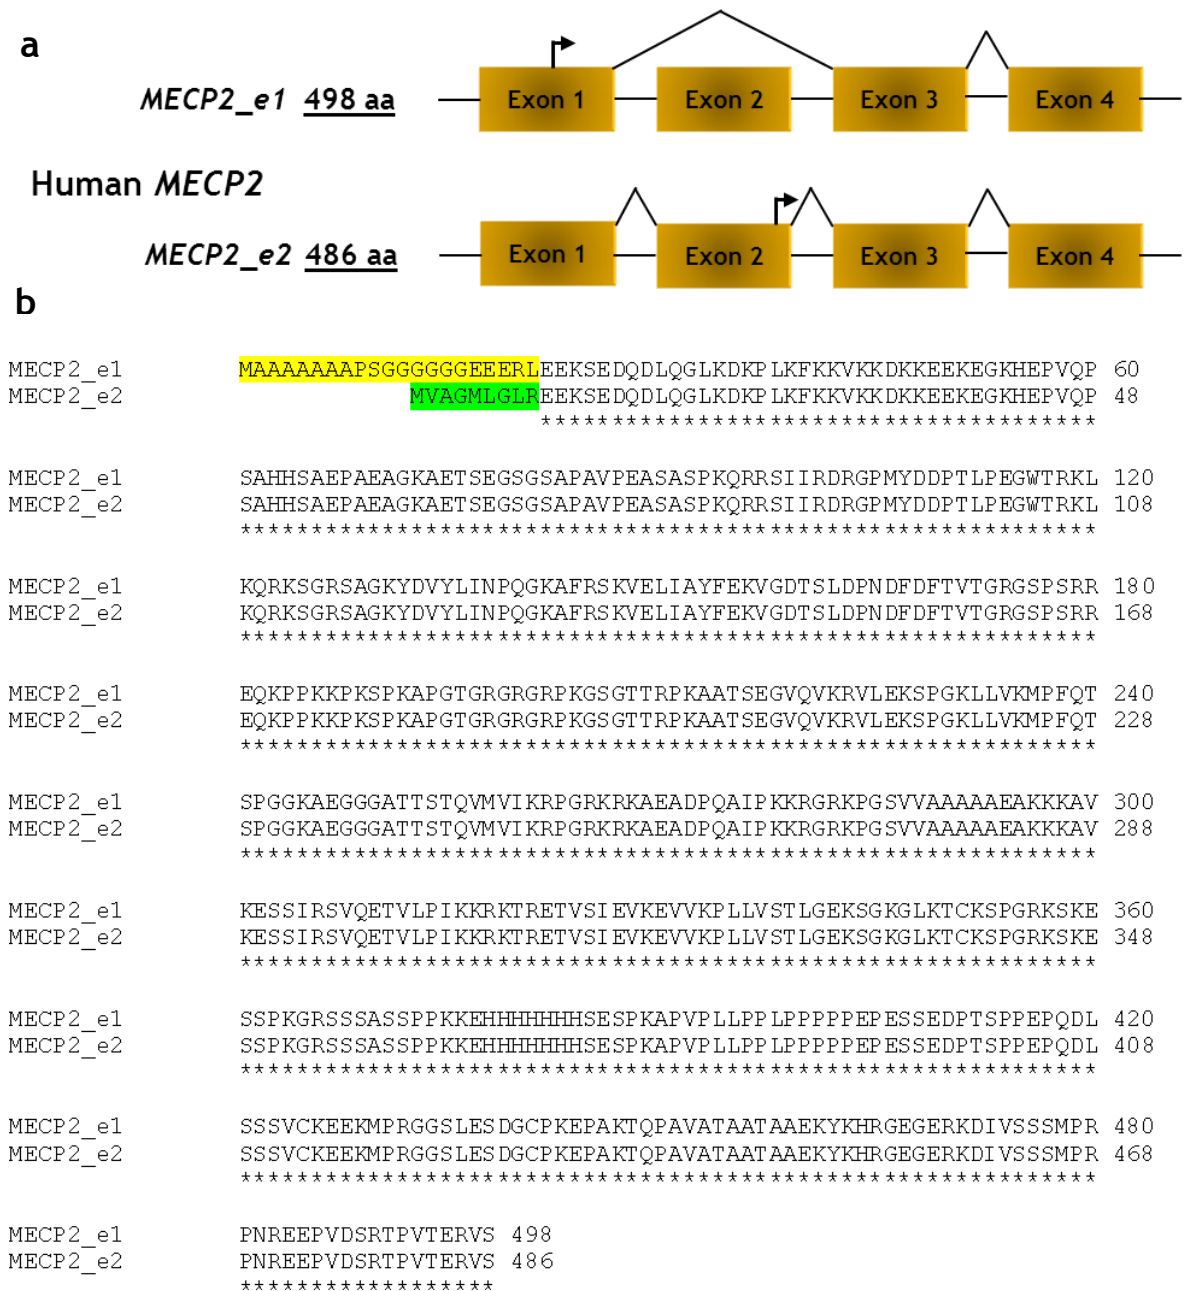 a
MECP2_e1 498 aa
Exon 1 Exon 2 Exon 3 Exon 4
Human MECP2
MECP2_e2 486 aa
Exon 1 Exon 2 Exon 3 Exon 4
b
MECP2_e1 MAAAAAAAPSGGGGGGEEERLEEKSEDQDLQGLKDKPLKFKKVKKDKKEEKEGKHEPVQP 60
MECP2_e2 MVAGMLGLREEKSEDQDLQGLKDKPLKFKKVKKDKKEEKEGKHEPVQP 48
***************************************
MECP2_e1 SAHHSAEPAEAGKAETSEGSGSAPAVPEASASPKQRRSIIRDRGPMYDDPTLPEGWTRKL 120
MECP2_e2 SAHHSAEPAEAGKAETSEGSGSAPAVPEASASPKQRRSIIRDRGPMYDDPTLPEGWTRKL 108
************************************************************
MECP2_e1 KQRKSGRSAGKYDVYLINPQGKAFRSKVELIAYFEKVGDTSLDPNDFDFTVTGRGSPSRR 180
MECP2_e2 KQRKSGRSAGKYDVYLINPQGKAFRSKVELIAYFEKVGDTSLDPNDFDFTVTGRGSPSRR 168
************************************************************
MECP2_e1 EQKPPKKPKSPKAPGTGRGRGRPKGSGTTRPKAATSEGVQVKRVLEKSPGKLLVKMPFQT 240
MECP2_e2 EQKPPKKPKSPKAPGTGRGRGRPKGSGTTRPKAATSEGVQVKRVLEKSPGKLLVKMPFQT 228
************************************************************
MECP2_e1 SPGGKAEGGGATTSTQVMVIKRPGRKRKAEADPQAIPKKRGRKPGSVVAAAAAEAKKKAV 300
MECP2_e2 SPGGKAEGGGATTSTQVMVIKRPGRKRKAEADPQAIPKKRGRKPGSVVAAAAAEAKKKAV 288
************************************************************
MECP2_e1 KESSIRSVQETVLPIKKRKTRETVSIEVKEVVKPLLVSTLGEKSGKGLKTCKSPGRKSKE 360
MECP2_e2 KESSIRSVQETVLPIKKRKTRETVSIEVKEVVKPLLVSTLGEKSGKGLKTCKSPGRKSKE 348
************************************************************
MECP2_e1 SSPKGRSSSASSPPKKEHHHHHHHSESPKAPVPLLPPLPPPPPEPESSEDPTSPPEPQDL 420
MECP2_e2 SSPKGRSSSASSPPKKEHHHHHHHSESPKAPVPLLPPLPPPPPEPESSEDPTSPPEPQDL 408
************************************************************
MECP2_e1 SSSVCKEEKMPRGGSLESDGCPKEPAKTQPAVATAATAAEKYKHRGEGERKDIVSSSMPR 480
MECP2_e2 SSSVCKEEKMPRGGSLESDGCPKEPAKTQPAVATAATAAEKYKHRGEGERKDIVSSSMPR 468
************************************************************
MECP2_e1 PNREEPVDSRTPVTERVS 498
MECP2_e2 PNREEPVDSRTPVTERVS 486
******************